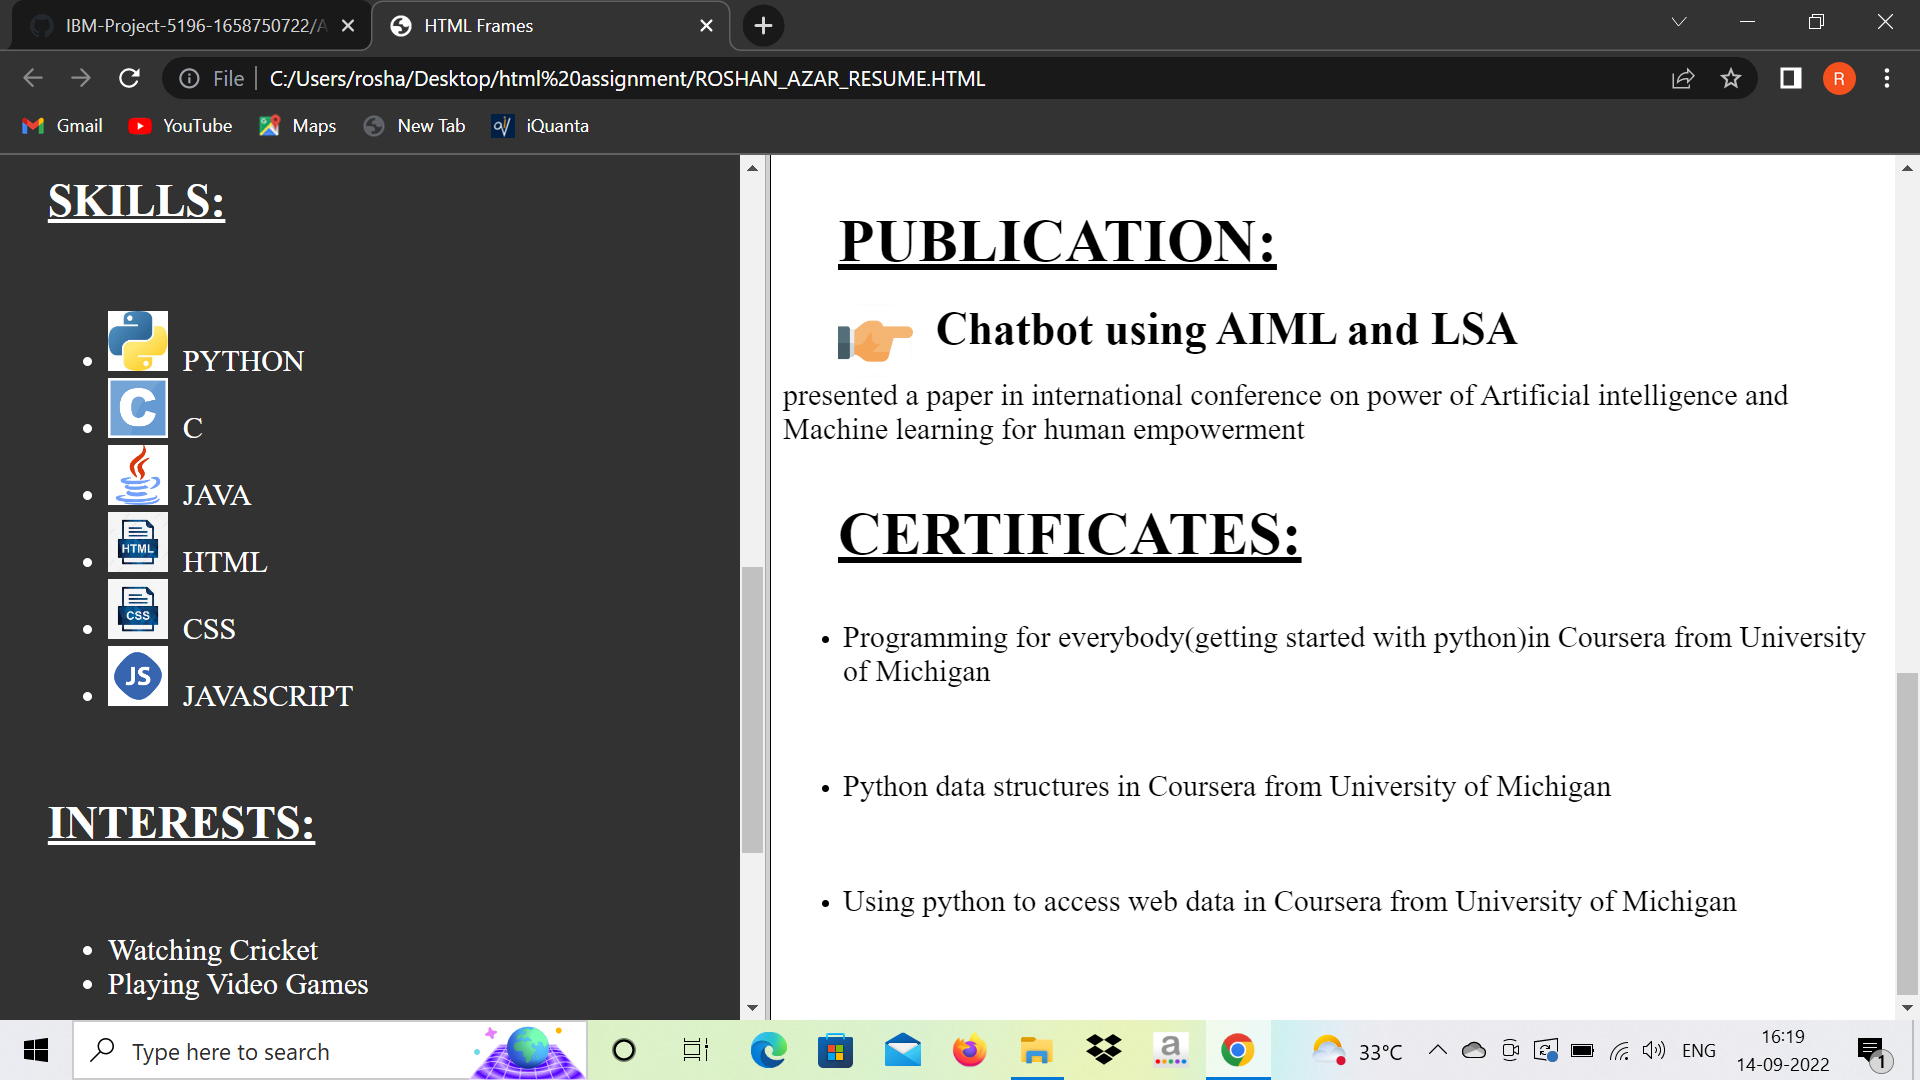 IBM-Project-5196-1658750722/A
HTML Frames
File
C:/Users/rosha/Desktop/html%20assignment/ROSHAN_AZAR_RESUME.HTML
R
Gmail
YouTube
Maps
New Tab
iQuanta
SKILLS:
PYTHON
C
C
JAVA
HTML
HTML
CSS
CSS
JS
JAVASCRIPT
INTERESTS:
Watching Cricket
Playing Video Games
PUBLICATION:
Chatbot using AIML and LSA
presented a paper in international conference on power of Artificial intelligence and
Machine learning for human empowerment
CERTIFICATES:
Programming for everybody(getting started with python)in Coursera from University
of Michigan
Python data structures in Coursera from University of Michigan
Using python to access web data in Coursera from University of Michigan
Type here to search
a
33°C
ENG
16:19
14-09-2022
1